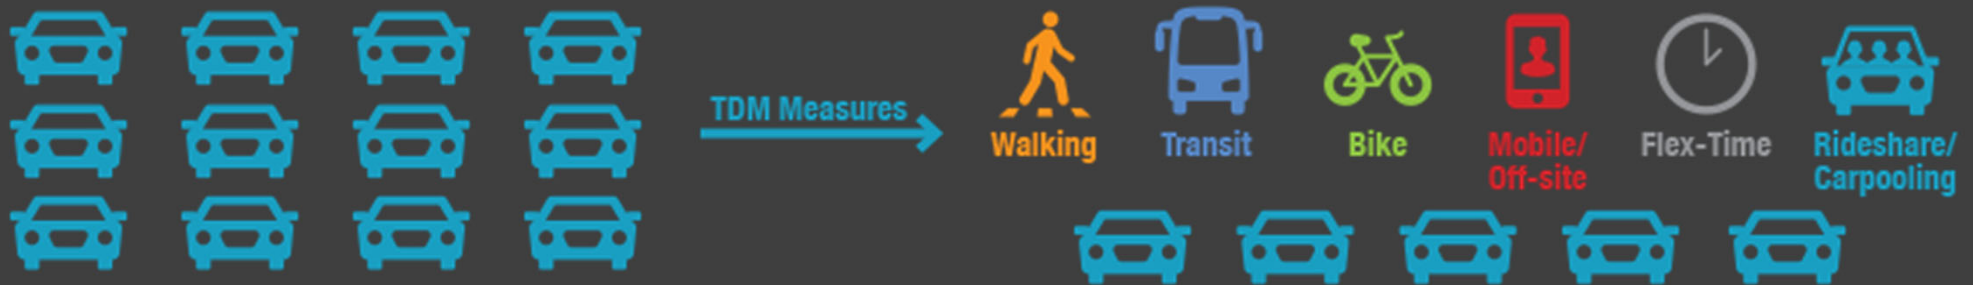 TDM Measures
Walking
Transit
Bike
Mobile/
Off-site
Flex-Time
Rideshare/
Carpooling